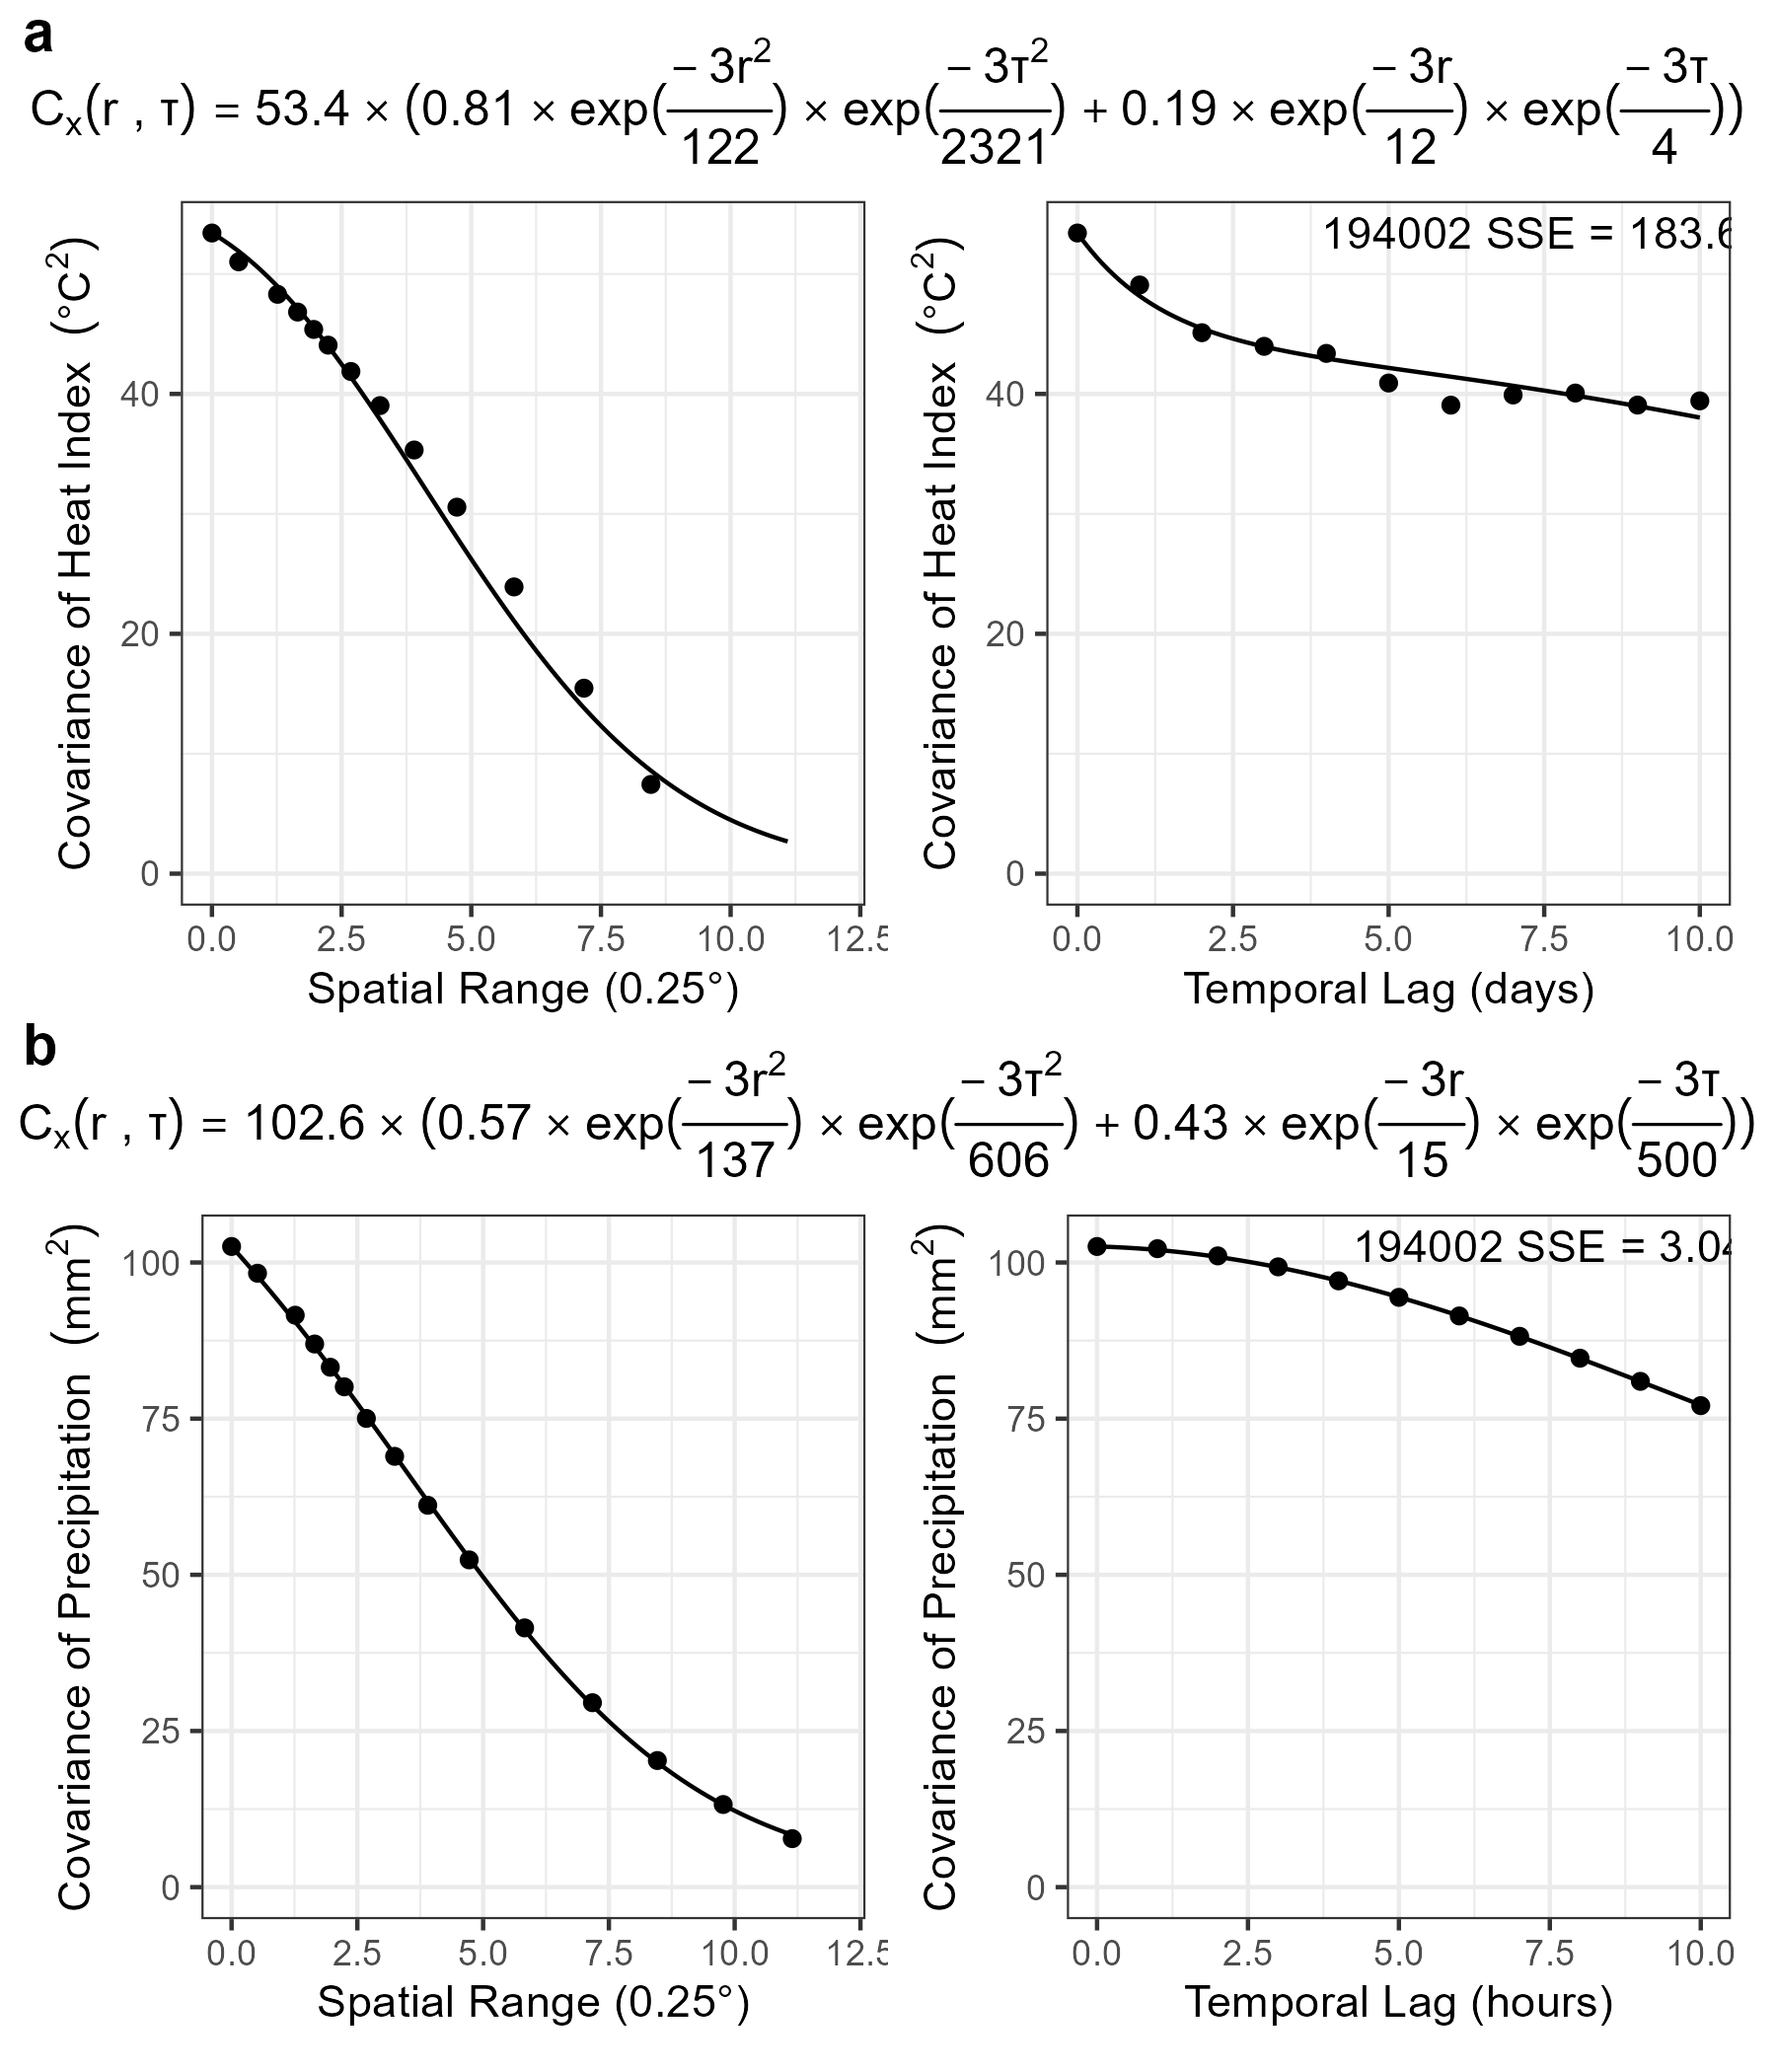 a
Cₓ(r , τ) = 53.4 × (0.81 × exp(− 3r²/122) × exp(− 3τ²/2321) + 0.19 × exp(− 3r/12) × exp(− 3τ/4))
Covariance of Heat Index (°C²)
40
20
0
0.0 2.5 5.0 7.5 10.0 12.5
Spatial Range (0.25°)
194002 SSE = 183.6
Covariance of Heat Index (°C²)
40
20
0
0.0 2.5 5.0 7.5 10.0
Temporal Lag (days)
b
Cₓ(r , τ) = 102.6 × (0.57 × exp(− 3r²/137) × exp(− 3τ²/606) + 0.43 × exp(− 3r/15) × exp(− 3τ/500))
Covariance of Precipitation (mm²)
100
75
50
25
0
0.0 2.5 5.0 7.5 10.0 12.5
Spatial Range (0.25°)
194002 SSE = 3.04
Covariance of Precipitation (mm²)
100
75
50
25
0
0.0 2.5 5.0 7.5 10.0
Temporal Lag (hours)